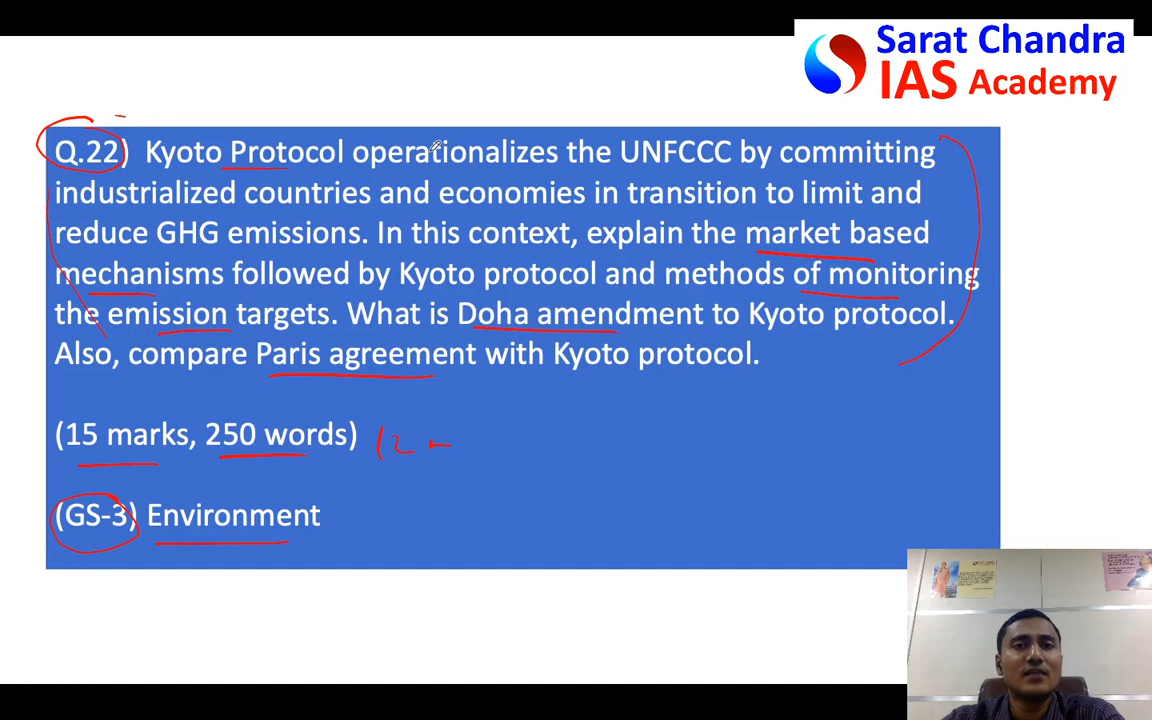 Sarat Chandra
IAS Academy
Q.22) Kyoto Protocol operationalizes the UNFCCC by committing
industrialized countries and economies in transition to limit and
reduce GHG emissions. In this context, explain the market based
mechanisms followed by Kyoto protocol and methods of monitoring
the emission targets. What is Doha amendment to Kyoto protocol.
Also, compare Paris agreement with Kyoto protocol.
(15 marks, 250 words) 12
(GS-3) Environment